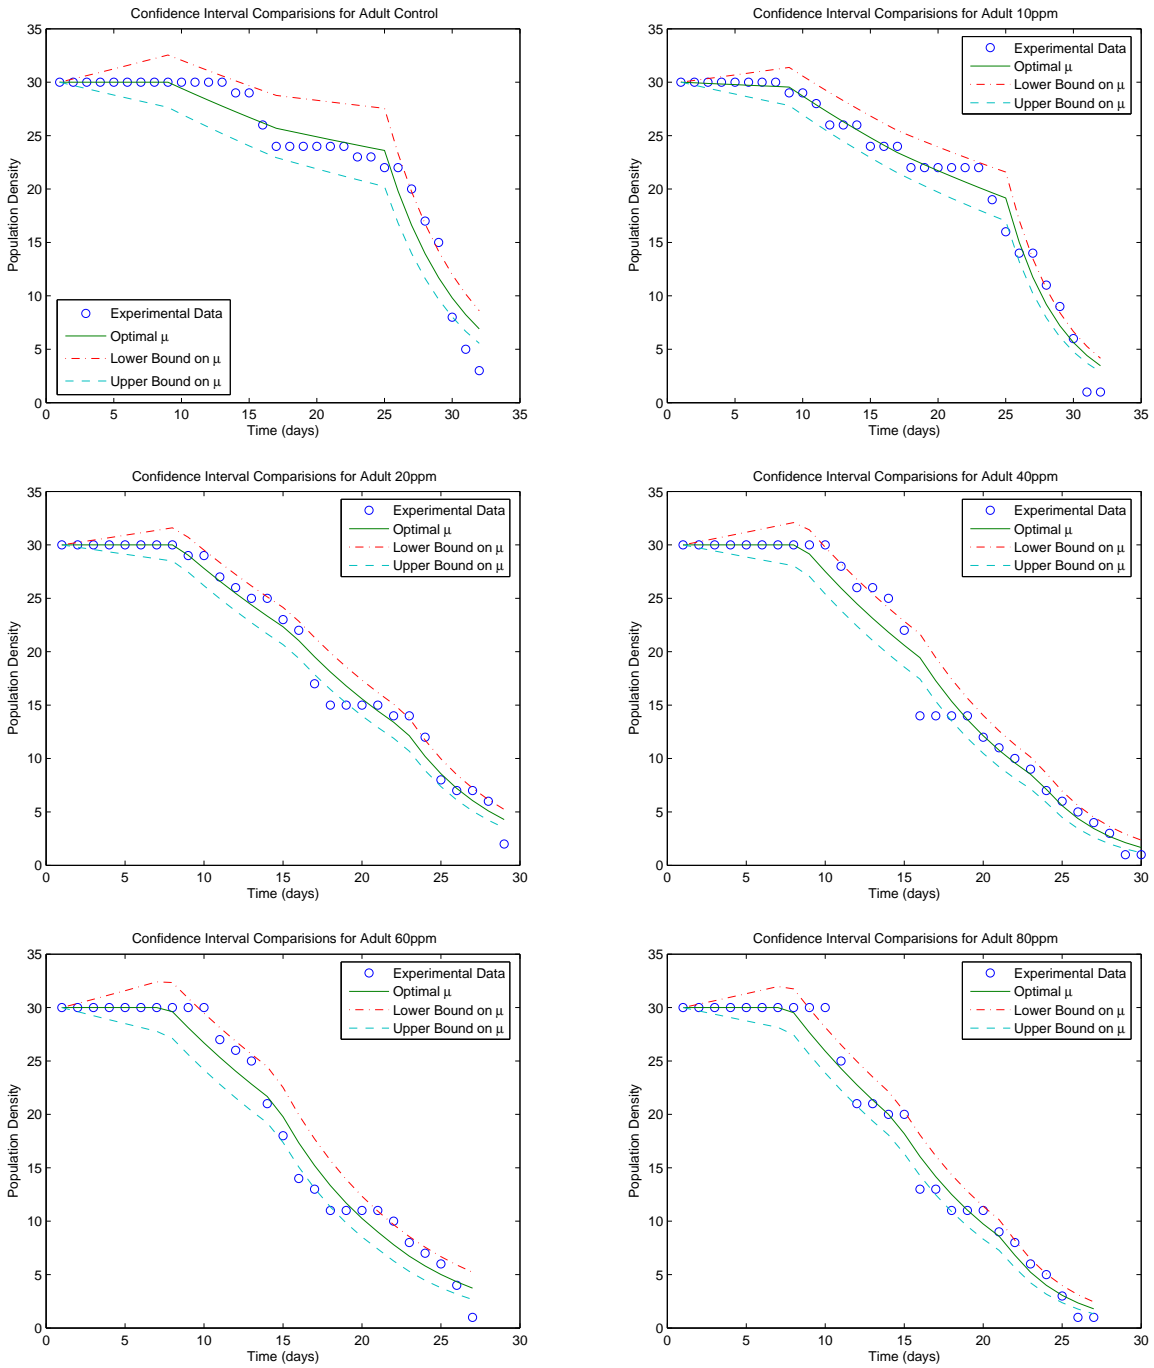 Confidence Interval Comparisions for Adult Control
35
30
25
20
15
10
5
0
Population Density
0 5 10 15 20 25 30 35
Time (days)
Experimental Data
Optimal μ
Lower Bound on μ
Upper Bound on μ
Confidence Interval Comparisions for Adult 10ppm
35
30
25
20
15
10
5
0
Population Density
0 5 10 15 20 25 30 35
Time (days)
Experimental Data
Optimal μ
Lower Bound on μ
Upper Bound on μ
Confidence Interval Comparisions for Adult 20ppm
35
30
25
20
15
10
5
0
Population Density
0 5 10 15 20 25 30
Time (days)
Experimental Data
Optimal μ
Lower Bound on μ
Upper Bound on μ
Confidence Interval Comparisions for Adult 40ppm
35
30
25
20
15
10
5
0
Population Density
0 5 10 15 20 25 30
Time (days)
Experimental Data
Optimal μ
Lower Bound on μ
Upper Bound on μ
Confidence Interval Comparisions for Adult 60ppm
35
30
25
20
15
10
5
0
Population Density
0 5 10 15 20 25 30
Time (days)
Experimental Data
Optimal μ
Lower Bound on μ
Upper Bound on μ
Confidence Interval Comparisions for Adult 80ppm
35
30
25
20
15
10
5
0
Population Density
0 5 10 15 20 25 30
Time (days)
Experimental Data
Optimal μ
Lower Bound on μ
Upper Bound on μ